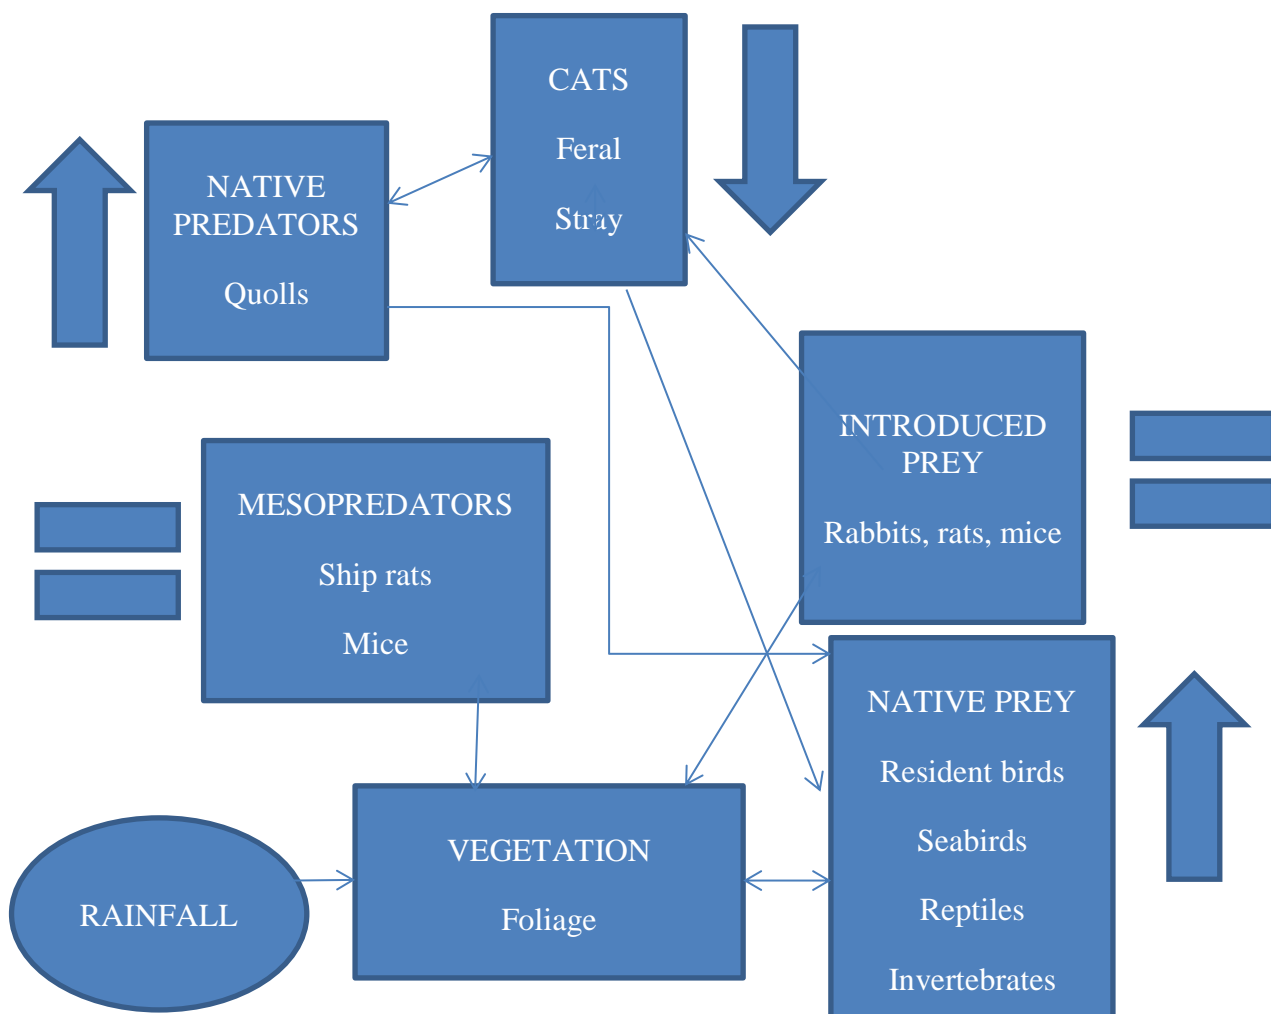 CATS
Feral
Stray
NATIVE
PREDATORS
Quolls
INTRODUCED
PREY
Rabbits, rats, mice
MESOPREDATORS
Ship rats
Mice
NATIVE PREY
Resident birds
Seabirds
Reptiles
Invertebrates
VEGETATION
Foliage
RAINFALL